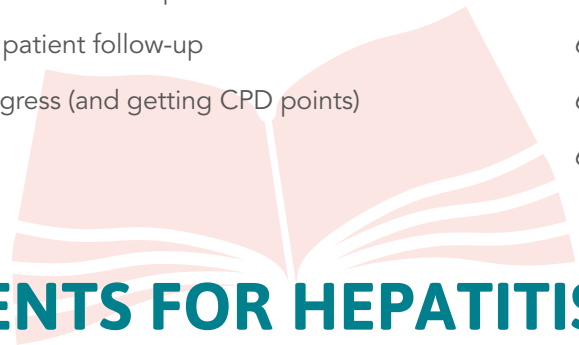 patient follow-up
gress (and getting CPD points)
ENTS FOR HEPATITIS